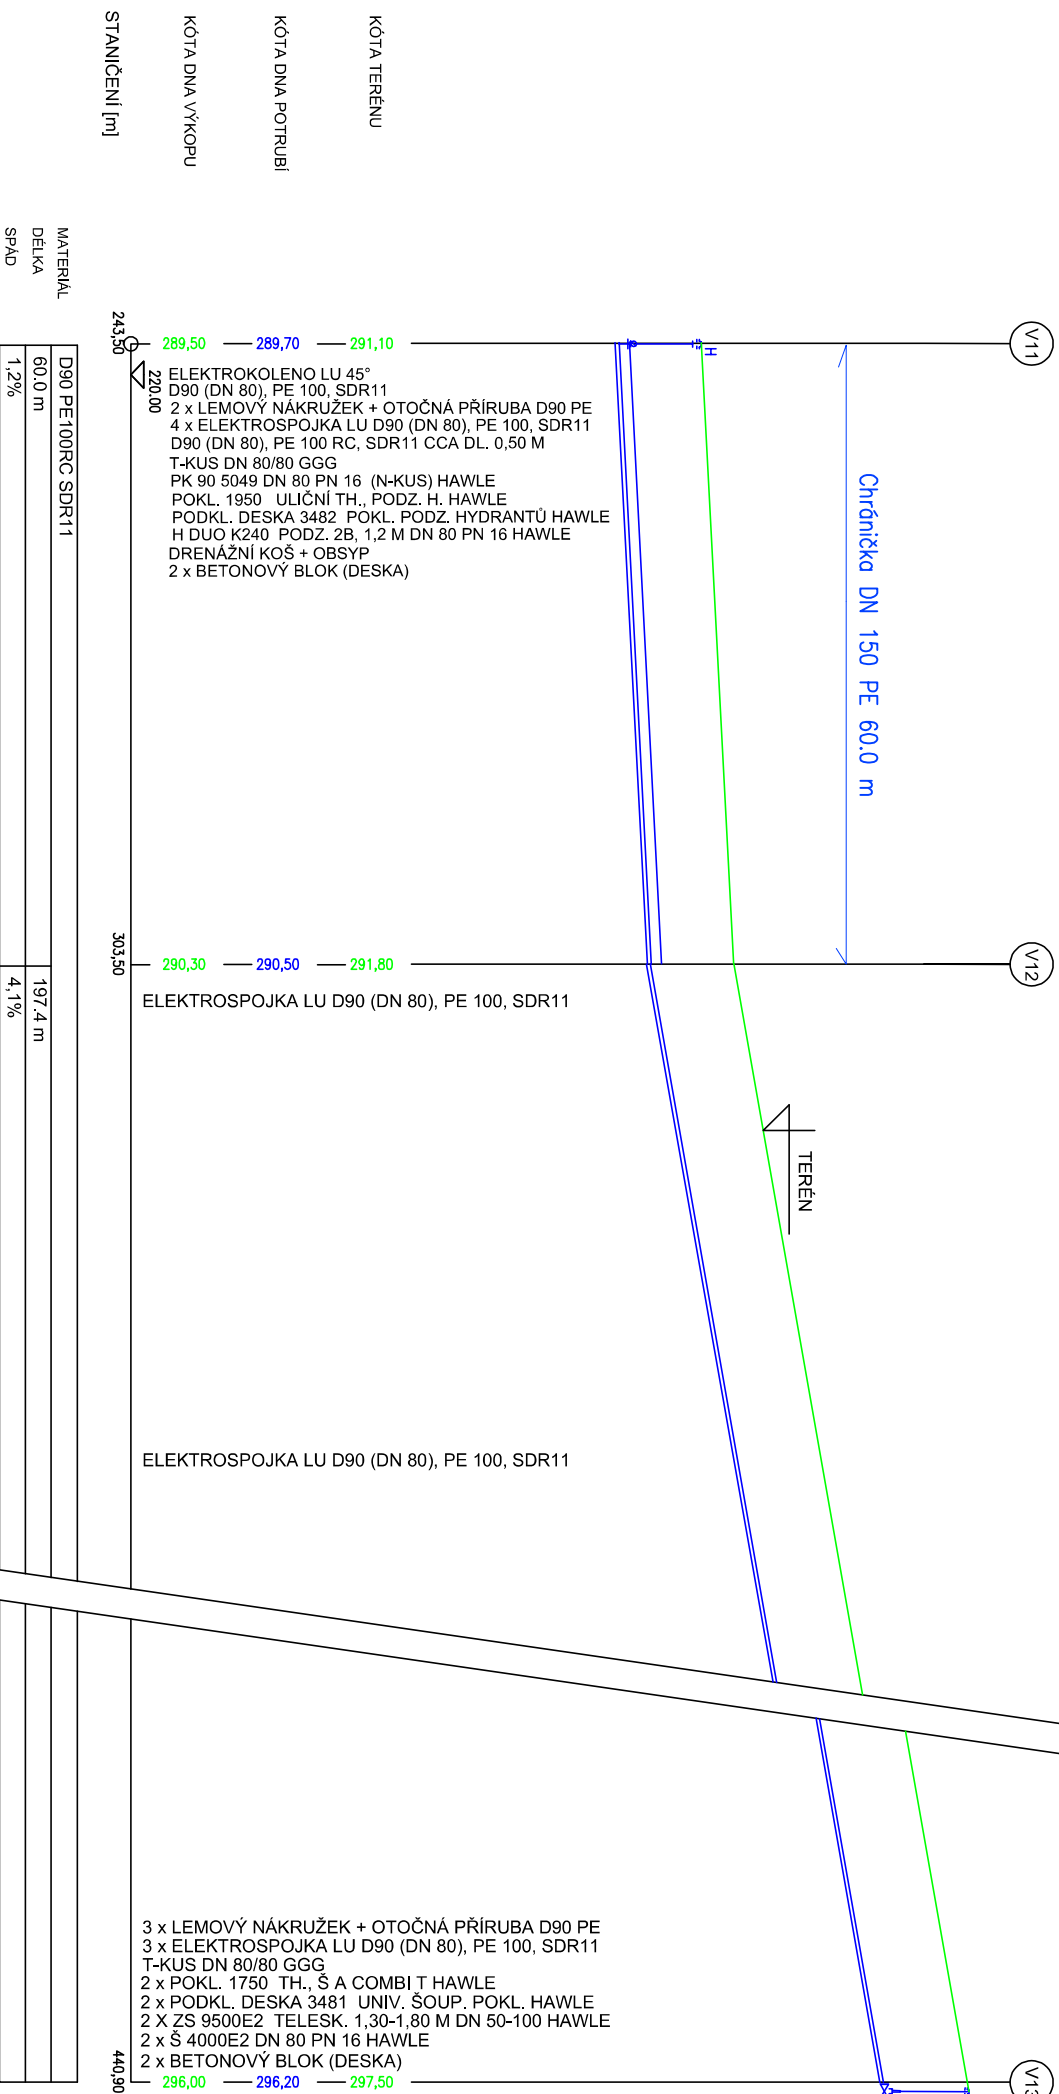 V11
V12
V13
Chránička DN 150 PE 60.0 m
H
TERÉN
KÓTA TERÉNU
291,10
291,80
297,50
KÓTA DNA POTRUBÍ
289,70
290,50
296,20
KÓTA DNA VÝKOPU
289,50
290,30
296,00
STANIČENÍ [m]
243,50
303,50
440,90
220.00
ELEKTROKOLENO LU 45°
D90 (DN 80), PE 100, SDR11
2 x LEMOVÝ NÁKRUŽEK + OTOČNÁ PŘÍRUBA D90 PE
4 x ELEKTROSPOJKA LU D90 (DN 80), PE 100, SDR11
D90 (DN 80), PE 100 RC, SDR11 CCA DL. 0,50 M
T-KUS DN 80/80 GGG
PK 90 5049 DN 80 PN 16 (N-KUS) HAWLE
POKL. 1950 ULIČNÍ TH., PODZ. H. HAWLE
PODKL. DESKA 3482 POKL. PODZ. HYDRANTŮ HAWLE
H DUO K240 PODZ. 2B, 1,2 M DN 80 PN 16 HAWLE
DRENÁŽNÍ KOŠ + OBSYP
2 x BETONOVÝ BLOK (DESKA)
ELEKTROSPOJKA LU D90 (DN 80), PE 100, SDR11
ELEKTROSPOJKA LU D90 (DN 80), PE 100, SDR11
3 x LEMOVÝ NÁKRUŽEK + OTOČNÁ PŘÍRUBA D90 PE
3 x ELEKTROSPOJKA LU D90 (DN 80), PE 100, SDR11
T-KUS DN 80/80 GGG
2 x POKL. 1750 TH., Š A COMBI T HAWLE
2 x PODKL. DESKA 3481 UNIV. ŠOUP. POKL. HAWLE
2 X ZS 9500E2 TELESK. 1,30-1,80 M DN 50-100 HAWLE
2 x Š 4000E2 DN 80 PN 16 HAWLE
2 x BETONOVÝ BLOK (DESKA)
MATERIÁL
D90 PE100RC SDR11
DÉLKA
60.0 m
197.4 m
SPÁD
1,2%
4,1%